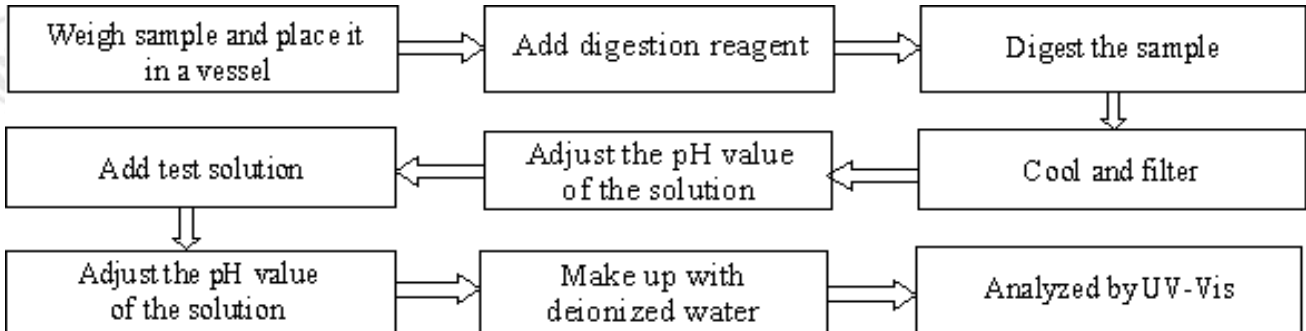 Weigh sample and place it
in a vessel
Add digestion reagent
Digest the sample
Cool and filter
Adjust the pH value
of the solution
Add test solution
Adjust the pH value
of the solution
Make up with
deionized water
Analyzed by UV-Vis